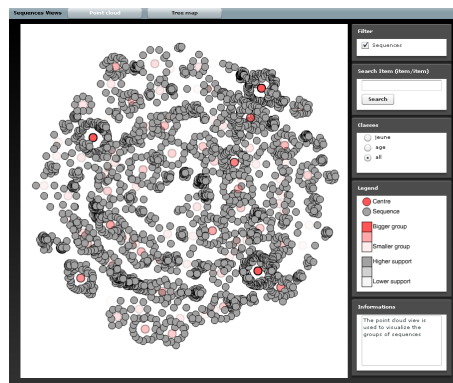 Sequences Views
Point cloud
Tree map
Filter
Sequences
Search Item (item/item)
Search
Classes
jeune
age
all
Legend
Centre
Sequence
Bigger group
Smaller group
Higher support
Lower support
Informations
The point cloud view is
used to visualize the
groups of sequences